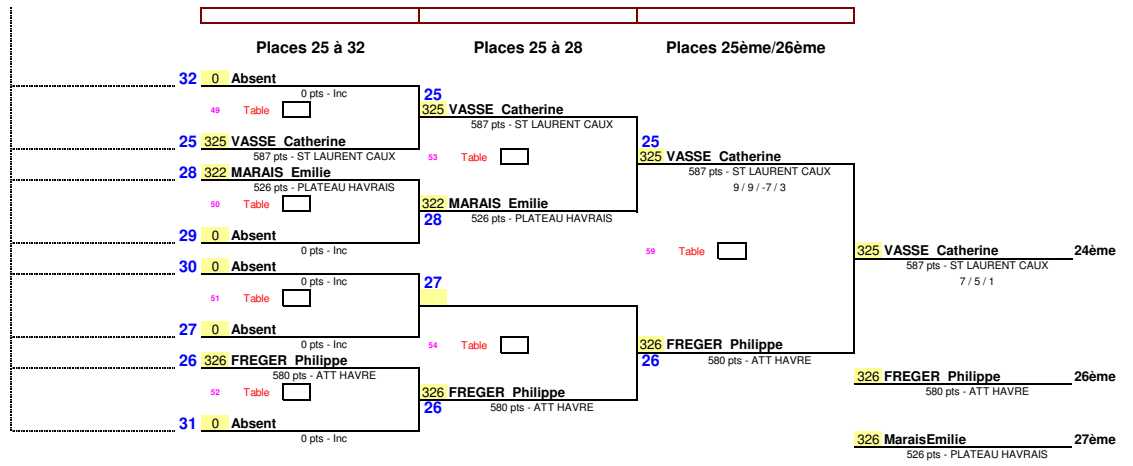 Places 25 à 32
Places 25 à 28
Places 25ème/26ème
32 0 Absent
0 pts - Inc
49 Table
25 325 VASSE Catherine
587 pts - ST LAURENT CAUX
28 322 MARAIS Emilie
526 pts - PLATEAU HAVRAIS
50 Table
29 0 Absent
0 pts - Inc
30 0 Absent
0 pts - Inc
51 Table
27 0 Absent
0 pts - Inc
26 326 FREGER Philippe
580 pts - ATT HAVRE
52 Table
31 0 Absent
0 pts - Inc
25
325 VASSE Catherine
587 pts - ST LAURENT CAUX
53 Table
322 MARAIS Emilie
28 526 pts - PLATEAU HAVRAIS
27
54 Table
326 FREGER Philippe
26 580 pts - ATT HAVRE
25
325 VASSE Catherine
587 pts - ST LAURENT CAUX
9 / 9 / -7 / 3
59 Table
326 FREGER Philippe
26 580 pts - ATT HAVRE
325 VASSE Catherine 24ème
587 pts - ST LAURENT CAUX
7 / 5 / 1
326 FREGER Philippe 26ème
580 pts - ATT HAVRE
326 MaraisEmilie 27ème
526 pts - PLATEAU HAVRAIS